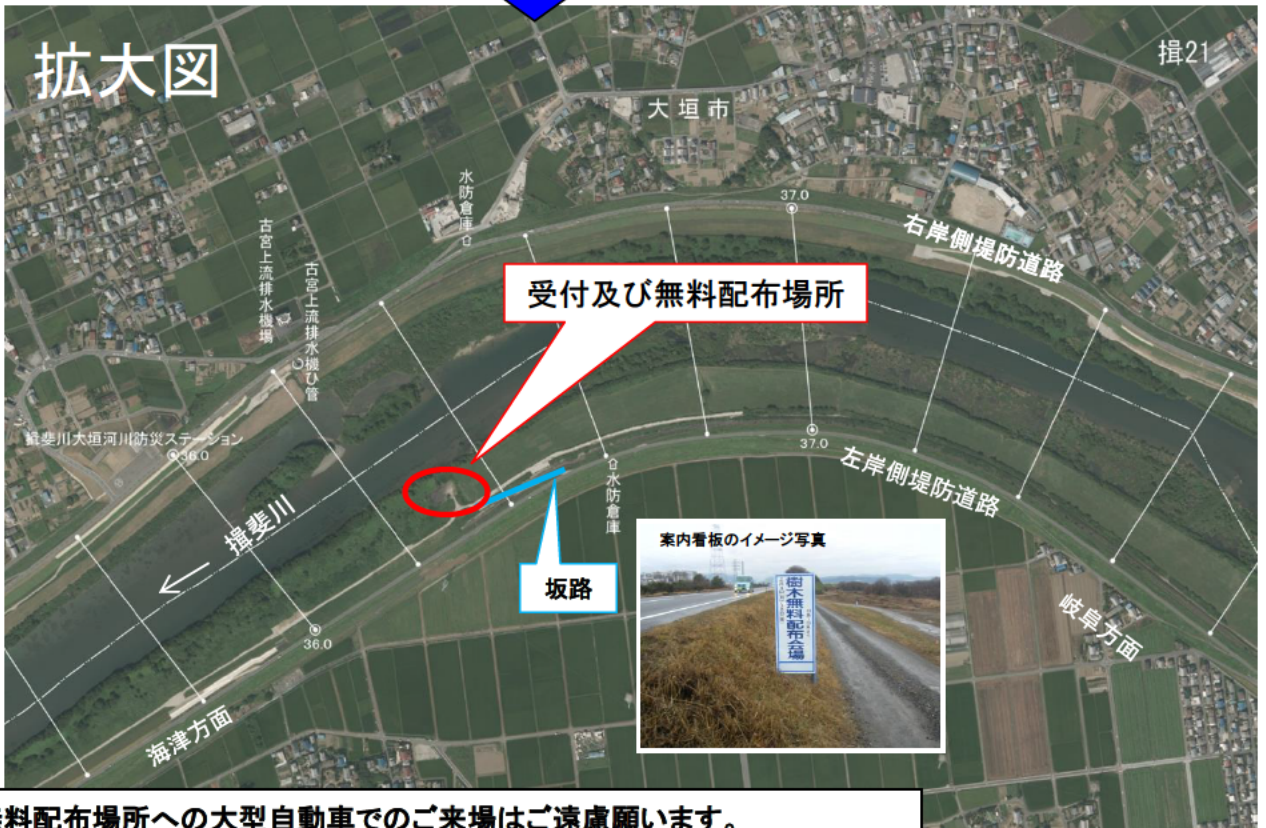 拡大図
揖21
大垣市
水防倉庫
37.0
右岸側堤防道路
古宮上流排水機場
古宮上流排水機ひ管
受付及び無料配布場所
揖斐川大垣河川防災ステーション
36.0
揖斐川
37.0
左岸側堤防道路
水防倉庫
坂路
案内看板のイメージ写真
樹木無料配布会場
岐阜方面
36.0
海津方面
料配布場所への大型自動車でのご来場はご遠慮願います。